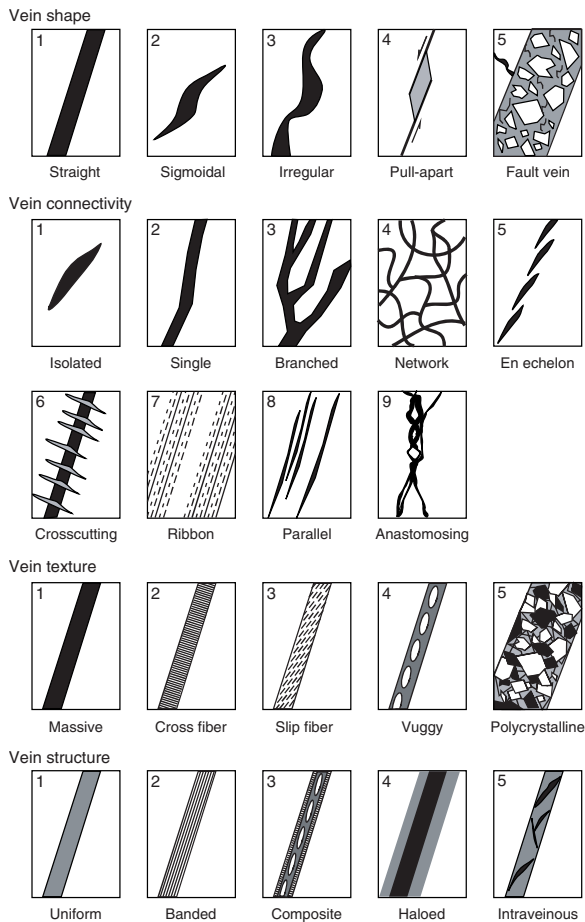 Vein shape
1 2 3 4 5
Straight Sigmoidal Irregular Pull-apart Fault vein
Vein connectivity
1 2 3 4 5
Isolated Single Branched Network En echelon
6 7 8 9
Crosscutting Ribbon Parallel Anastomosing
Vein texture
1 2 3 4 5
Massive Cross fiber Slip fiber Vuggy Polycrystalline
Vein structure
1 2 3 4 5
Uniform Banded Composite Haloed Intraveinous